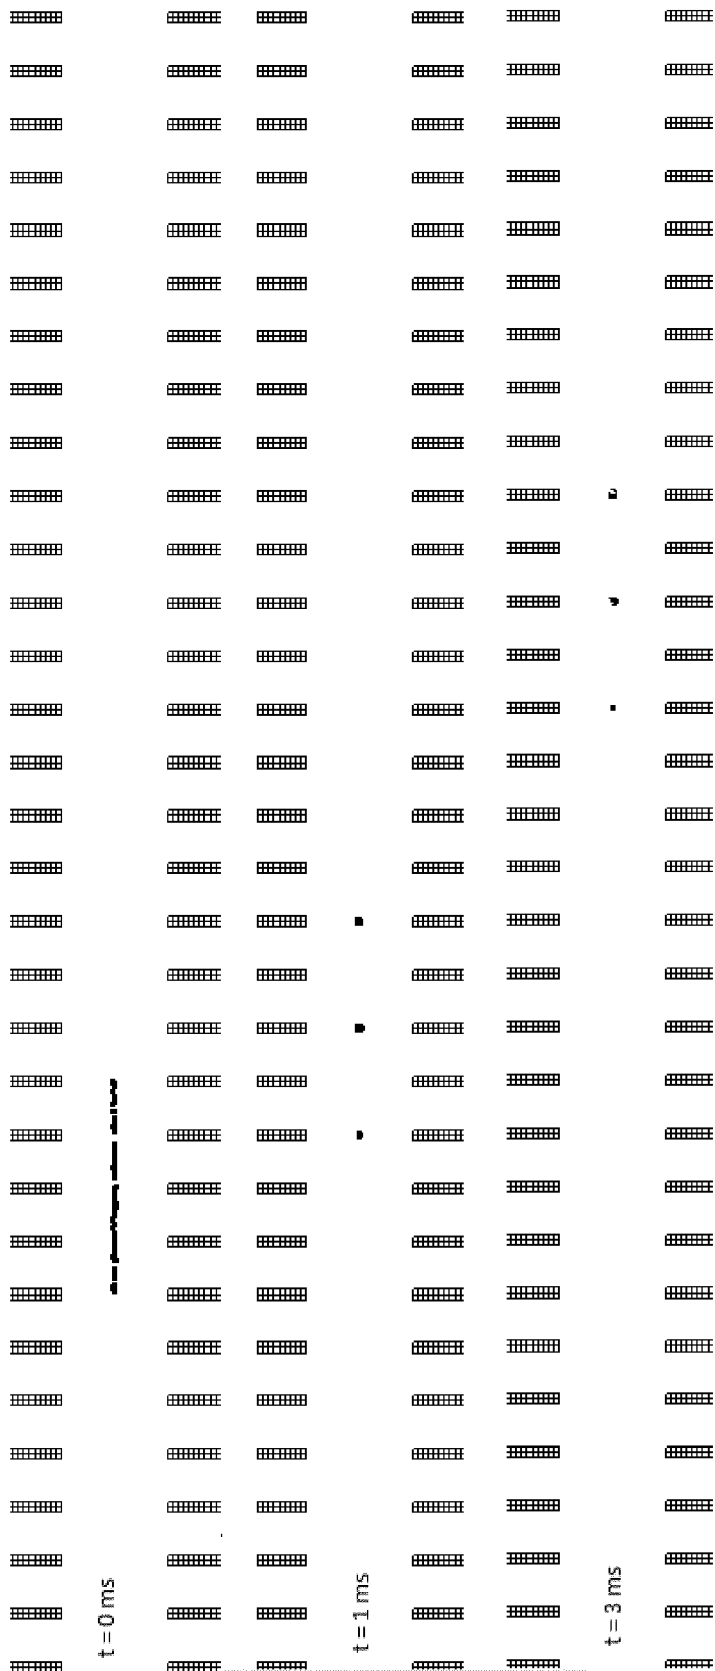 t = 0 ms
t = 1 ms
t = 3 ms